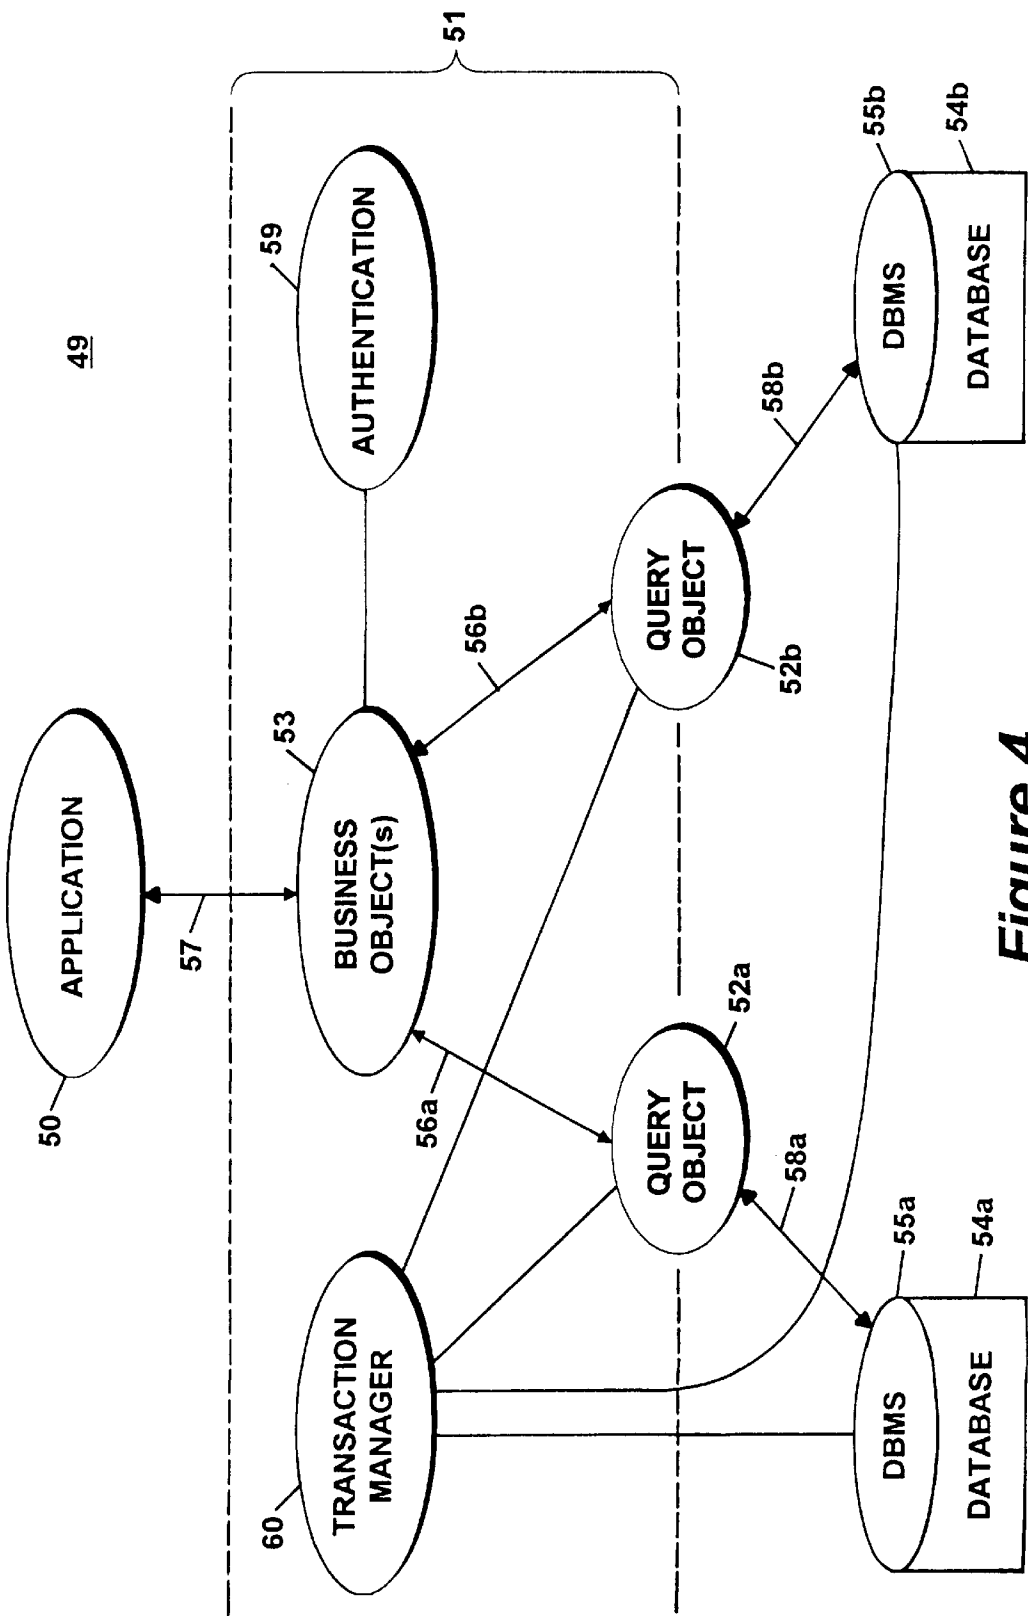 49
50
APPLICATION
57
51
60
TRANSACTION
MANAGER
53
BUSINESS
OBJECT(s)
59
AUTHENTICATION
56a
56b
QUERY
OBJECT
52a
QUERY
OBJECT
52b
58a
58b
DBMS
55a
DATABASE
54a
DBMS
55b
DATABASE
54b
Figure 4